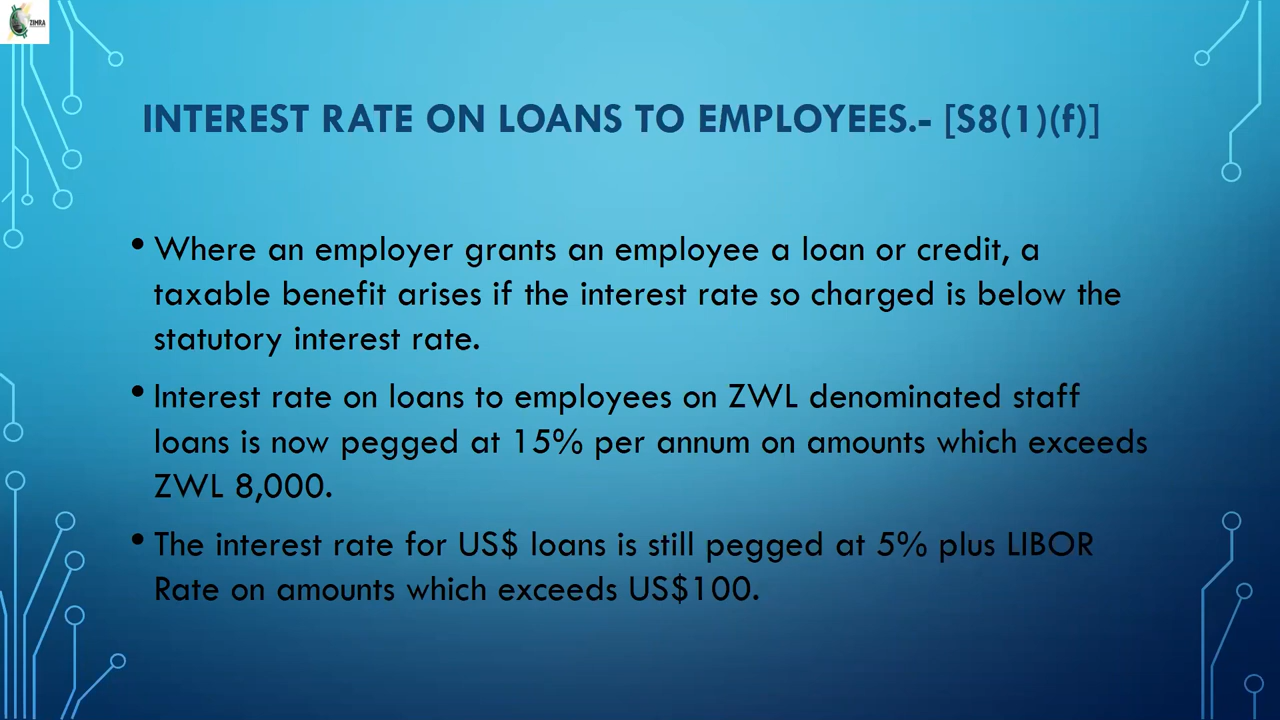 ZIMRA
INTEREST RATE ON LOANS TO EMPLOYEES.- [S8(1)(f)]
• Where an employer grants an employee a loan or credit, a
taxable benefit arises if the interest rate so charged is below the
statutory interest rate.
• Interest rate on loans to employees on ZWL denominated staff
loans is now pegged at 15% per annum on amounts which exceeds
ZWL 8,000.
• The interest rate for US$ loans is still pegged at 5% plus LIBOR
Rate on amounts which exceeds US$100.